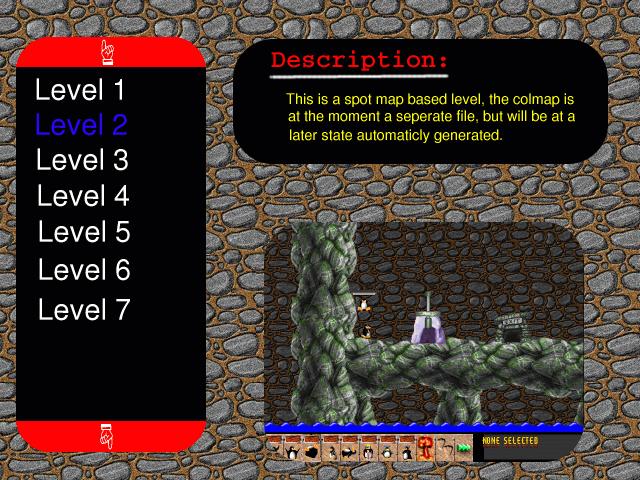 Level 1
Level 2
Level 3
Level 4
Level 5
Level 6
Level 7
Description:
This is a spot map based level, the colmap is
at the moment a seperate file, but will be at a
later state automaticly generated.
EXIT
NONE SELECTED